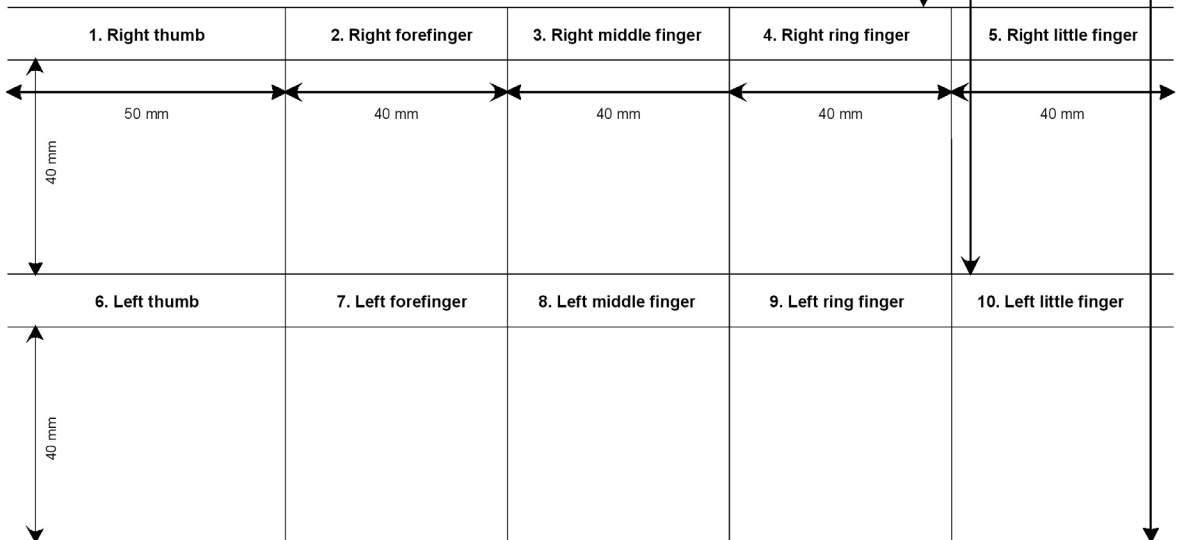 1. Right thumb 2. Right forefinger 3. Right middle finger 4. Right ring finger 5. Right little finger
50 mm 40 mm 40 mm 40 mm 40 mm
40 mm
6. Left thumb 7. Left forefinger 8. Left middle finger 9. Left ring finger 10. Left little finger
40 mm